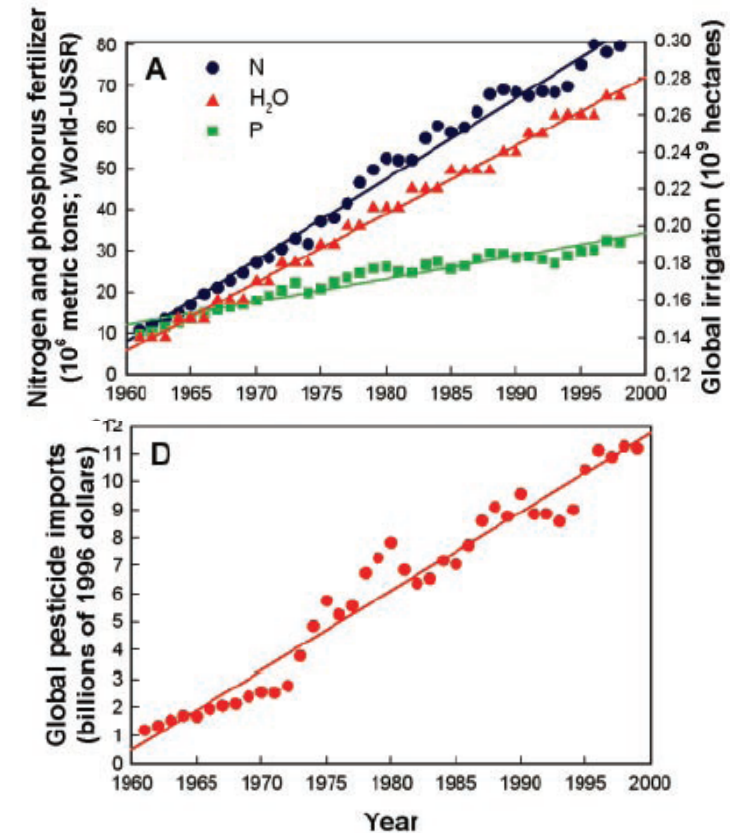 Nitrogen and phosphorus fertilizer
(10⁶ metric tons; World-USSR)
80
70
60
50
40
30
20
10
0
A
N
H₂O
P
0.30
0.28
0.26
0.24
0.22
0.20
0.18
0.16
0.14
0.12
Global irrigation (10⁹ hectares)
1960 1965 1970 1975 1980 1985 1990 1995 2000
Global pesticide imports
(billions of 1996 dollars)
12
11
10
9
8
7
6
5
4
3
2
1
0
D
1960 1965 1970 1975 1980 1985 1990 1995 2000
Year